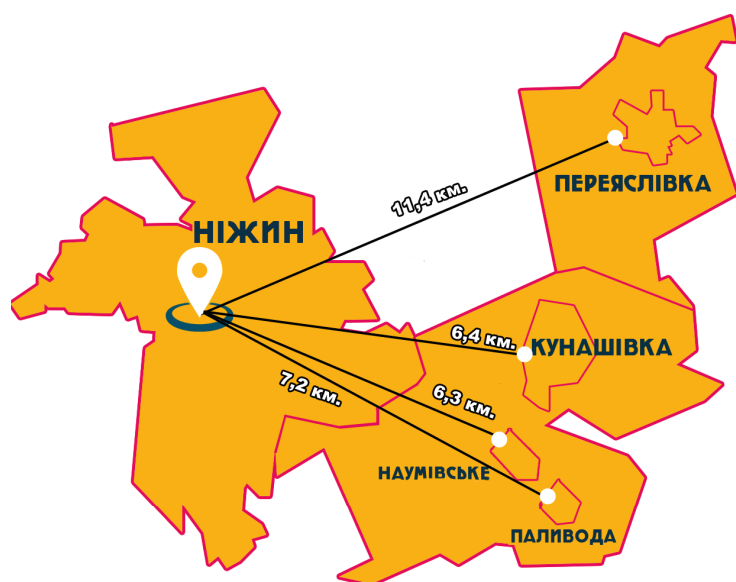 ПЕРЕЯСЛІВКА
11,4 км.
НІЖИН
6,4 км.
КУНАШІВКА
7,2 км.
6,3 км.
НАУМІВСЬКЕ
ПАЛИВОДА